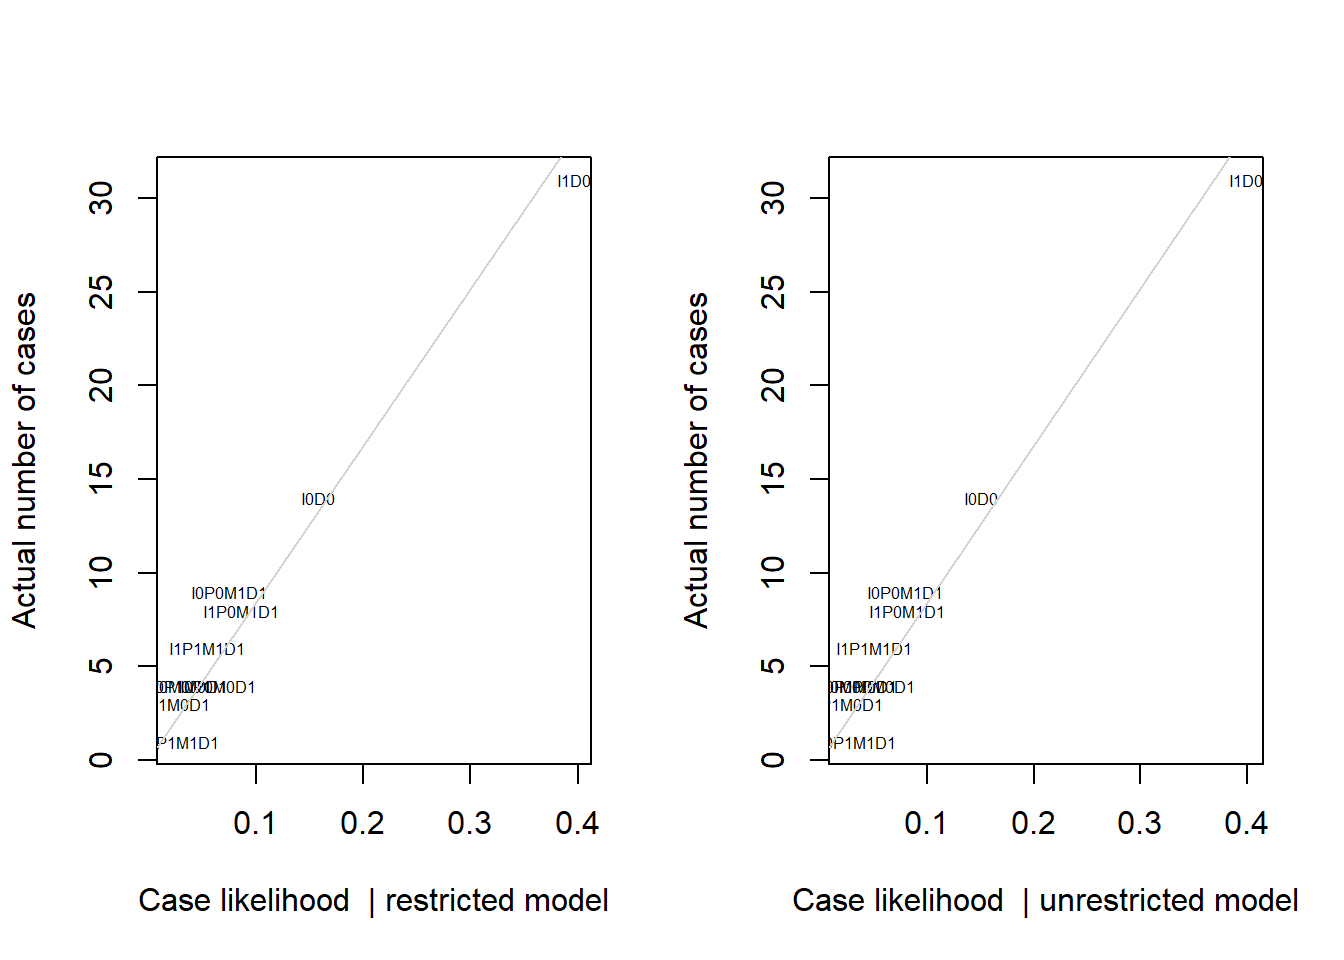 Actual number of cases
30
25
20
15
10
5
0
I1D0
I0D0
I0P0M1D1
I1P0M1D1
I1P1M1D1
0.1 0.2 0.3 0.4
Case likelihood | restricted model
Actual number of cases
30
25
20
15
10
5
0
I1D0
I0D0
I0P0M1D1
I1P0M1D1
I1P1M1D1
0.1 0.2 0.3 0.4
Case likelihood | unrestricted model